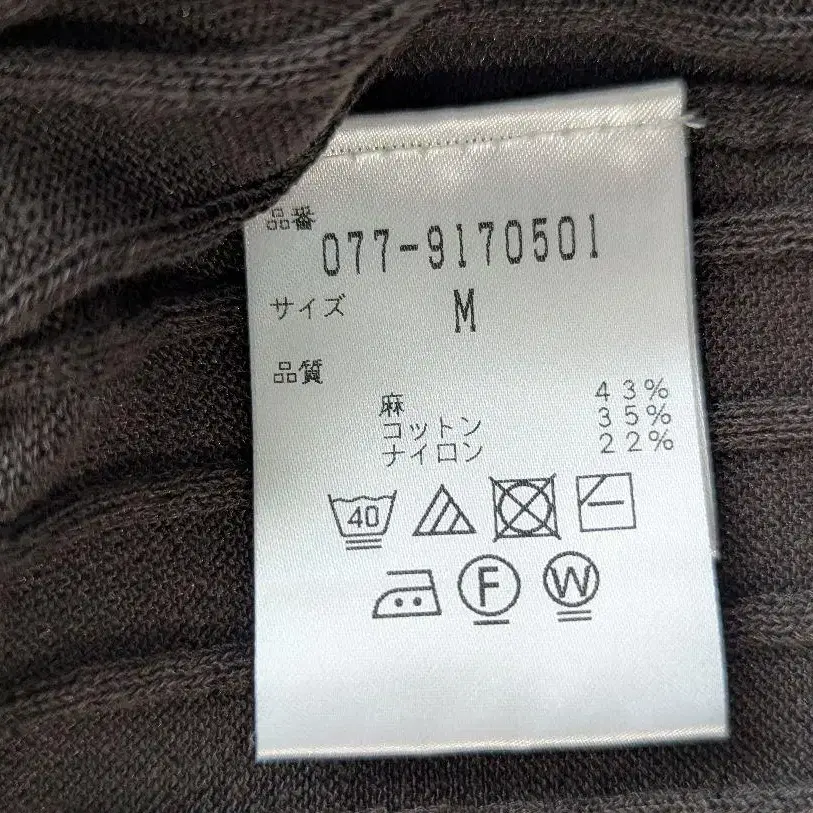 品番
077-9170501
サイズ M
品質
麻 43%
コットン 35%
ナイロン 22%
40
F W